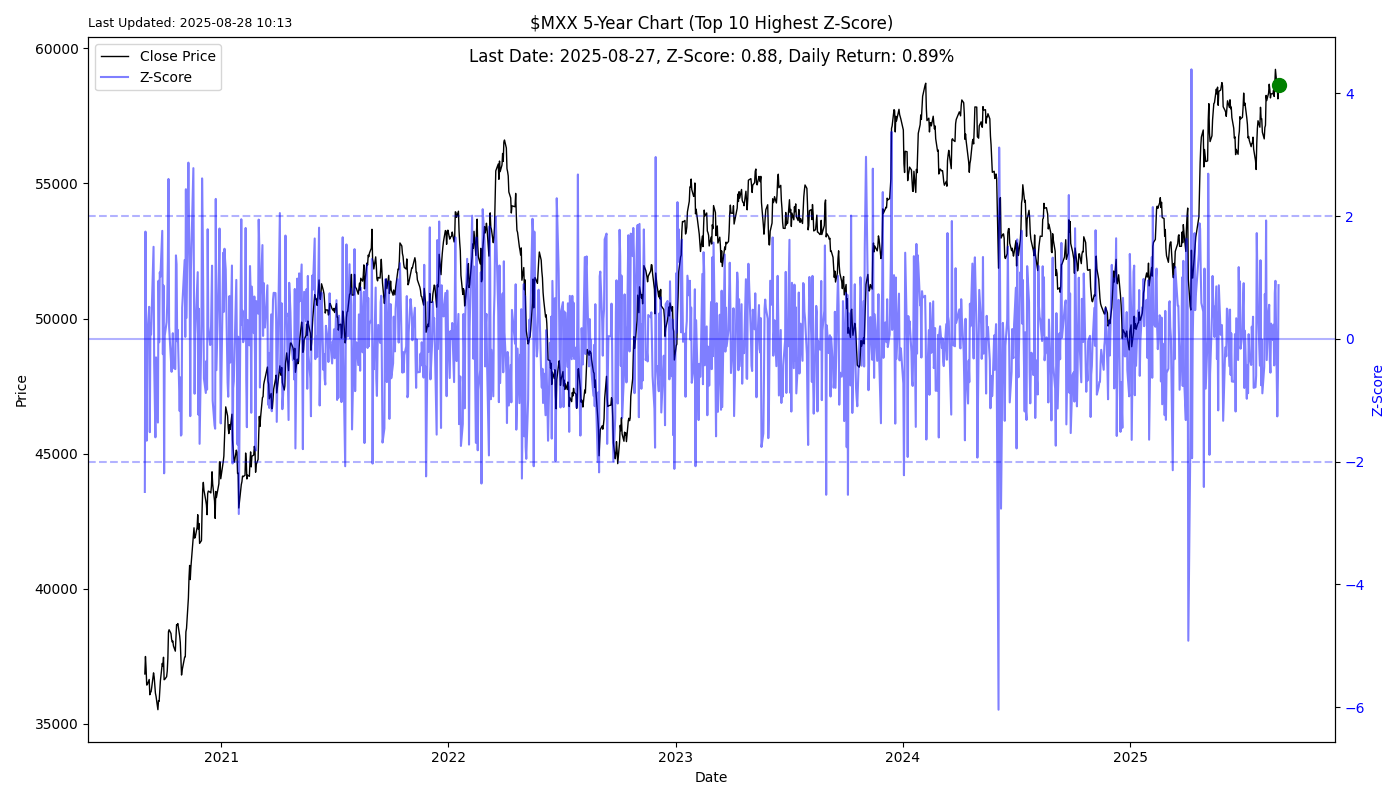 Last Updated: 2025-08-28 10:13
$MXX 5-Year Chart (Top 10 Highest Z-Score)
Last Date: 2025-08-27, Z-Score: 0.88, Daily Return: 0.89%
Close Price
Z-Score
60000
55000
50000
45000
40000
35000
Price
4
2
0
−2
−4
−6
Z-Score
2021
2022
2023
2024
2025
Date